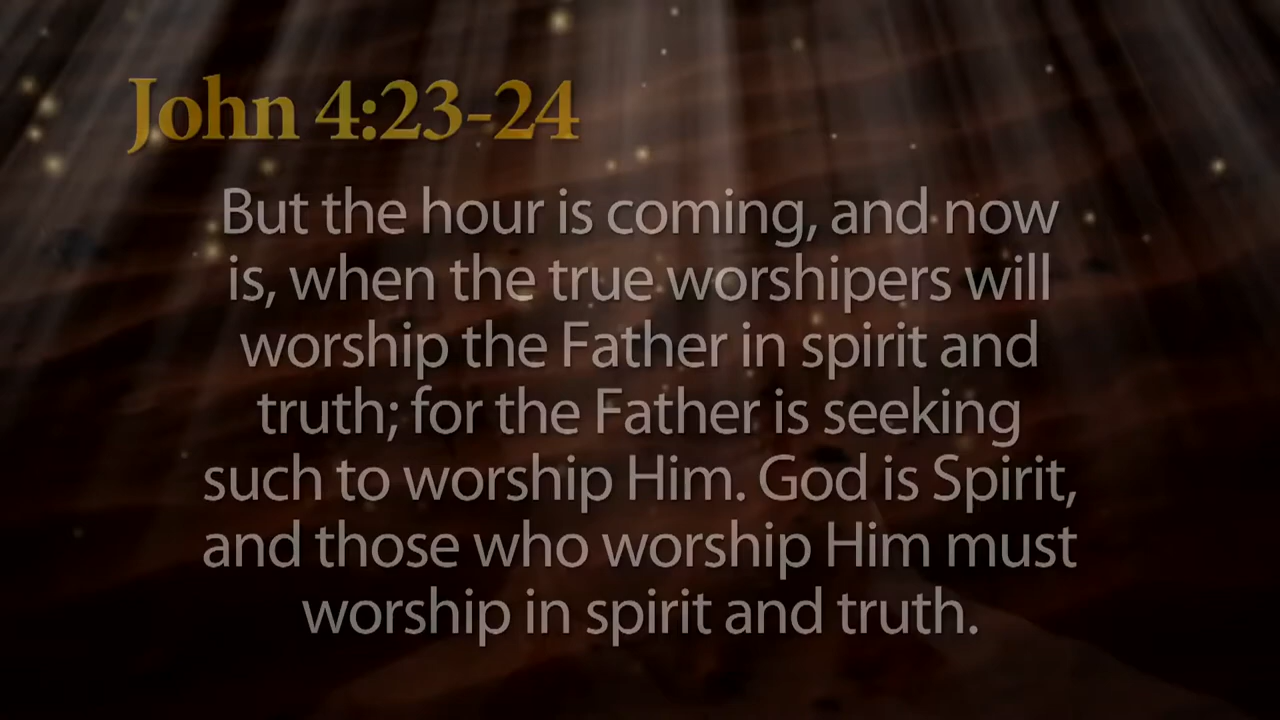 John 4:23-24
But the hour is coming, and now
is, when the true worshipers will
worship the Father in spirit and
truth; for the Father is seeking
such to worship Him. God is Spirit,
and those who worship Him must
worship in spirit and truth.